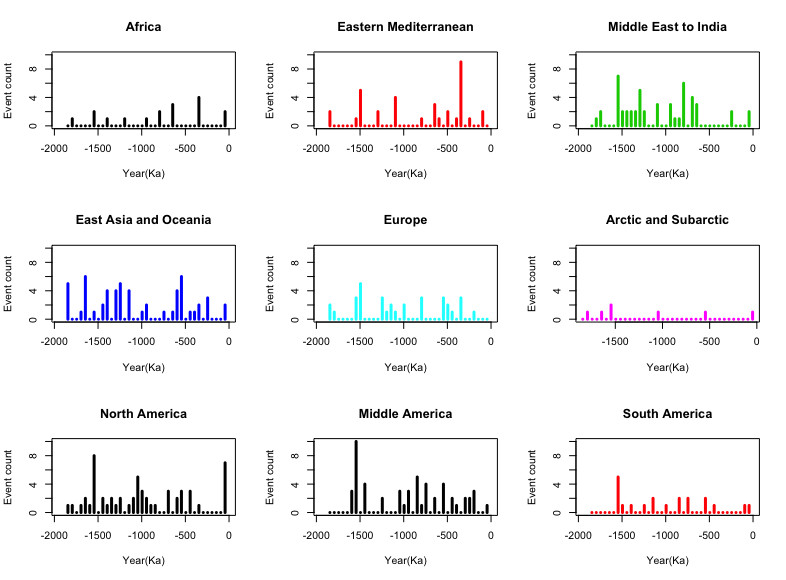 Africa
Event count
0 4 8
-2000 -1500 -1000 -500 0
Year(Ka)
Eastern Mediterranean
Event count
0 4 8
-2000 -1500 -1000 -500 0
Year(Ka)
Middle East to India
Event count
0 4 8
-2000 -1500 -1000 -500 0
Year(Ka)
East Asia and Oceania
Event count
0 4 8
-2000 -1500 -1000 -500 0
Year(Ka)
Europe
Event count
0 4 8
-2000 -1500 -1000 -500 0
Year(Ka)
Arctic and Subarctic
Event count
0 4 8
-1500 -1000 -500 0
Year(Ka)
North America
Event count
0 4 8
-2000 -1500 -1000 -500 0
Year(Ka)
Middle America
Event count
0 4 8
-2000 -1500 -1000 -500 0
Year(Ka)
South America
Event count
0 4 8
-2000 -1500 -1000 -500 0
Year(Ka)